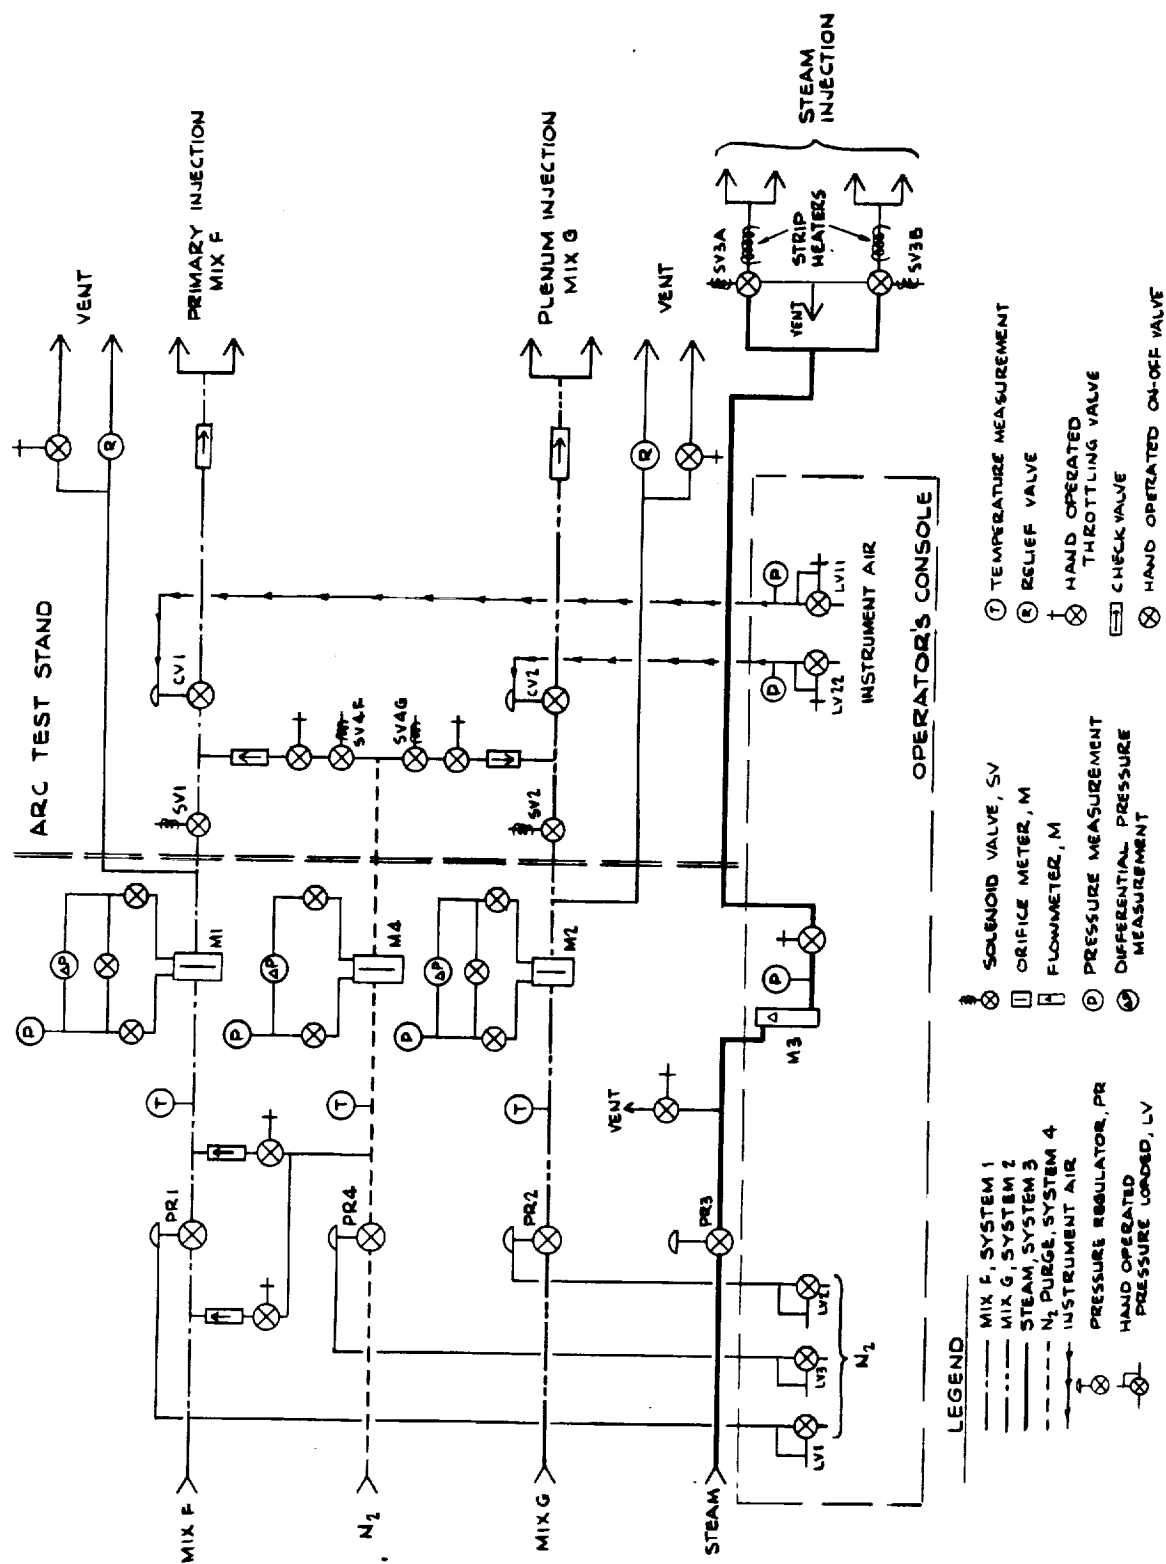 ARC TEST STAND
VENT
PRIMARY INJECTION
MIX F
R
CV1
SV1
SV4F
SV4G
PLENUM INJECTION
MIX G
CV2
SV2
VENT
R
STEAM
INJECTION
SV3A
STRIP
HEATERS
SV3B
VENT
P
ΔP
M1
T
PR1
MIX F
P
ΔP
M4
T
PR4
N2
P
ΔP
M2
T
PR2
MIX G
VENT
PR3
STEAM
M3
P
P
P
LV11
LV22
INSTRUMENT AIR
OPERATOR'S CONSOLE
LV1
LV3
LV21
N2
LEGEND
MIX F, SYSTEM 1
MIX G, SYSTEM 2
STEAM, SYSTEM 3
N2 PURGE, SYSTEM 4
INSTRUMENT AIR
PRESSURE REGULATOR, PR
HAND OPERATED
PRESSURE LOADED, LV
SOLENOID VALVE, SV
ORIFICE METER, M
FLOWMETER, M
P PRESSURE MEASUREMENT
ΔP DIFFERENTIAL PRESSURE
MEASUREMENT
T TEMPERATURE MEASUREMENT
R RELIEF VALVE
HAND OPERATED
THROTTLING VALVE
CHECK VALVE
HAND OPERATED ON-OFF VALVE